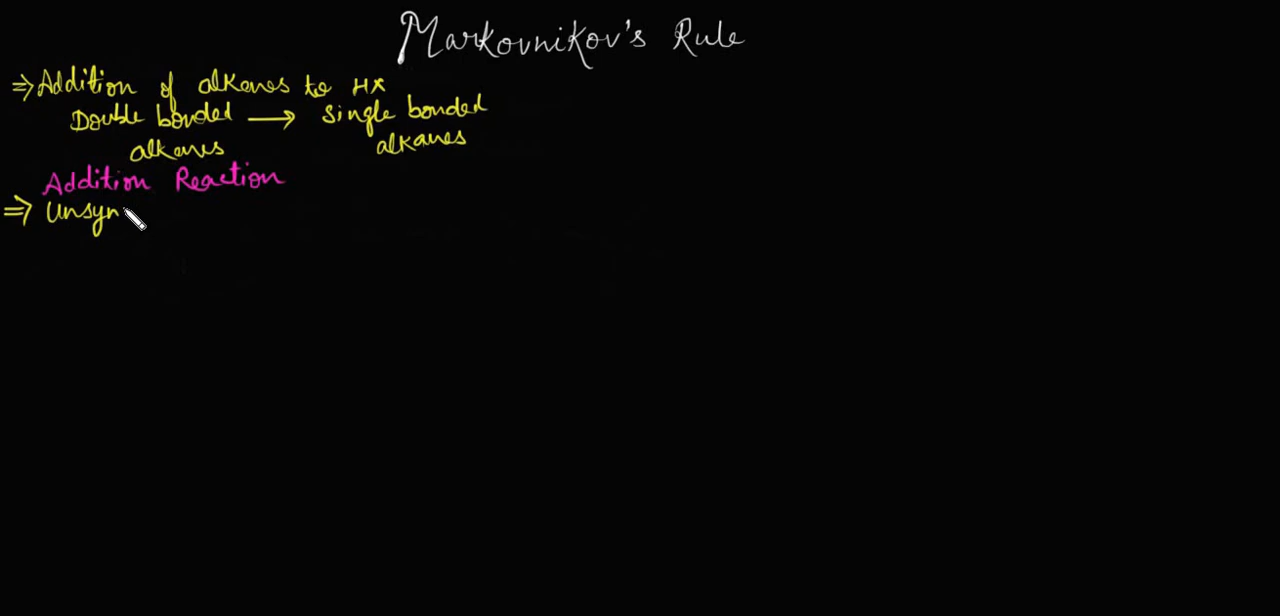 Markovnikov's Rule
⇒ Addition of alkenes to HX
Double bonded → Single bonded
alkenes alkanes
Addition Reaction
⇒ Unsyn